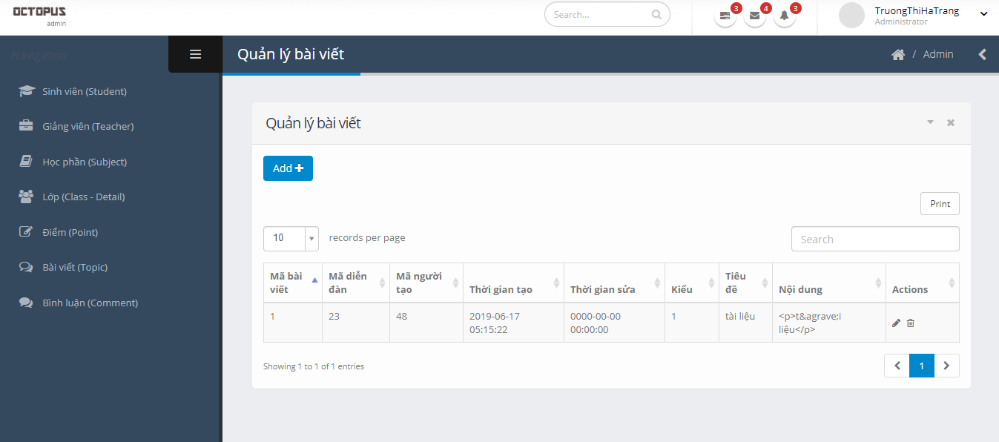 OCTOPUS
admin
Search...
3
4
3
TruongThiHaTrang
Administrator
Navigation
Quản lý bài viết
/ Admin
Sinh viên (Student)
Giảng viên (Teacher)
Học phần (Subject)
Lớp (Class - Detail)
Điểm (Point)
Bài viết (Topic)
Bình luận (Comment)
Quản lý bài viết
Add
Print
10
records per page
Search
Mã bài
viết
Mã diễn
đàn
Mã người
tạo
Thời gian tạo
Thời gian sửa
Kiểu
Tiêu
đề
Nội dung
Actions
1
23
48
2019-06-17
05:15:22
0000-00-00
00:00:00
1
tài liệu
<p>t&agrave;i
liệu</p>
Showing 1 to 1 of 1 entries
1